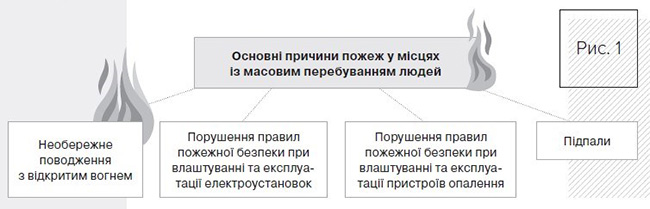 Основні причини пожеж у місцях
із масовим перебуванням людей
Рис. 1
Необережне
поводження
з відкритим вогнем
Порушення правил
пожежної безпеки при
влаштуванні та експлуа-
тації електроустановок
Порушення правил
пожежної безпеки при
влаштуванні та експлуа-
тації пристроїв опалення
Підпали